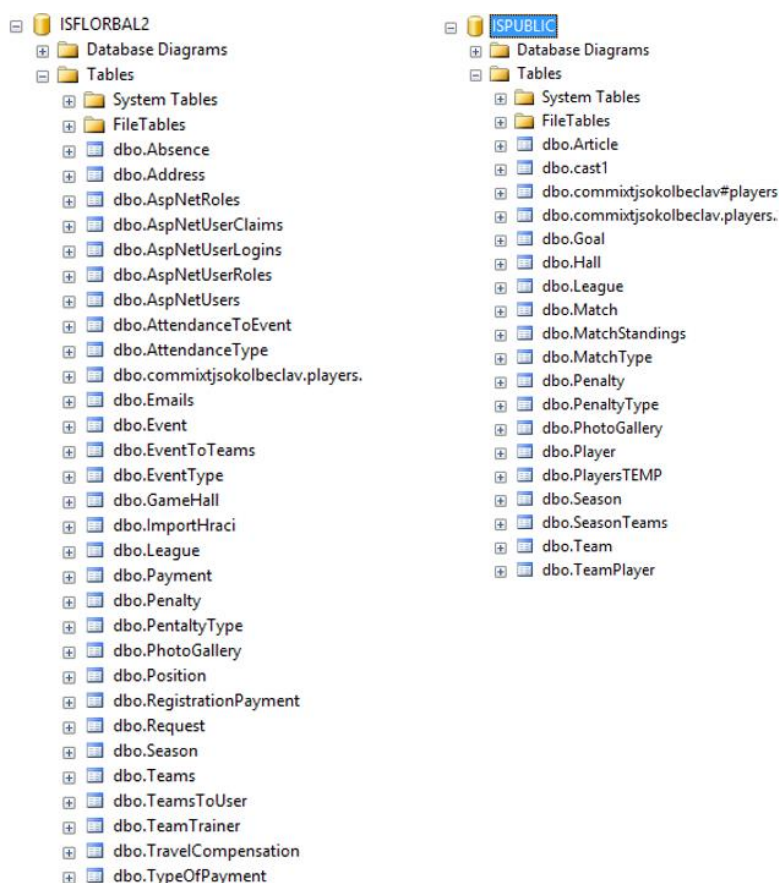 ISFLORBAL2
Database Diagrams
Tables
System Tables
FileTables
dbo.Absence
dbo.Address
dbo.AspNetRoles
dbo.AspNetUserClaims
dbo.AspNetUserLogins
dbo.AspNetUserRoles
dbo.AspNetUsers
dbo.AttendanceToEvent
dbo.AttendanceType
dbo.commixtjsokolbeclav.players.
dbo.Emails
dbo.Event
dbo.EventToTeams
dbo.EventType
dbo.GameHall
dbo.ImportHraci
dbo.League
dbo.Payment
dbo.Penalty
dbo.PentaltyType
dbo.PhotoGallery
dbo.Position
dbo.RegistrationPayment
dbo.Request
dbo.Season
dbo.Teams
dbo.TeamsToUser
dbo.TeamTrainer
dbo.TravelCompensation
dbo.TypeOfPayment
ISPUBLIC
Database Diagrams
Tables
System Tables
FileTables
dbo.Article
dbo.cast1
dbo.commixtjsokolbeclav#players
dbo.commixtjsokolbeclav.players.
dbo.Goal
dbo.Hall
dbo.League
dbo.Match
dbo.MatchStandings
dbo.MatchType
dbo.Penalty
dbo.PenaltyType
dbo.PhotoGallery
dbo.Player
dbo.PlayersTEMP
dbo.Season
dbo.SeasonTeams
dbo.Team
dbo.TeamPlayer